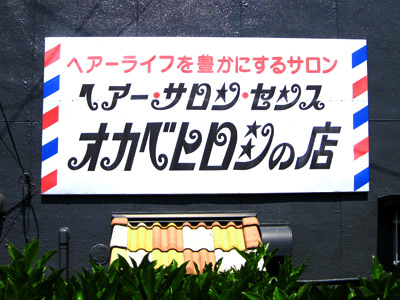 ヘアーライフを豊かにするサロン
ヘアー・サロン・センス
オカベヒロシの店